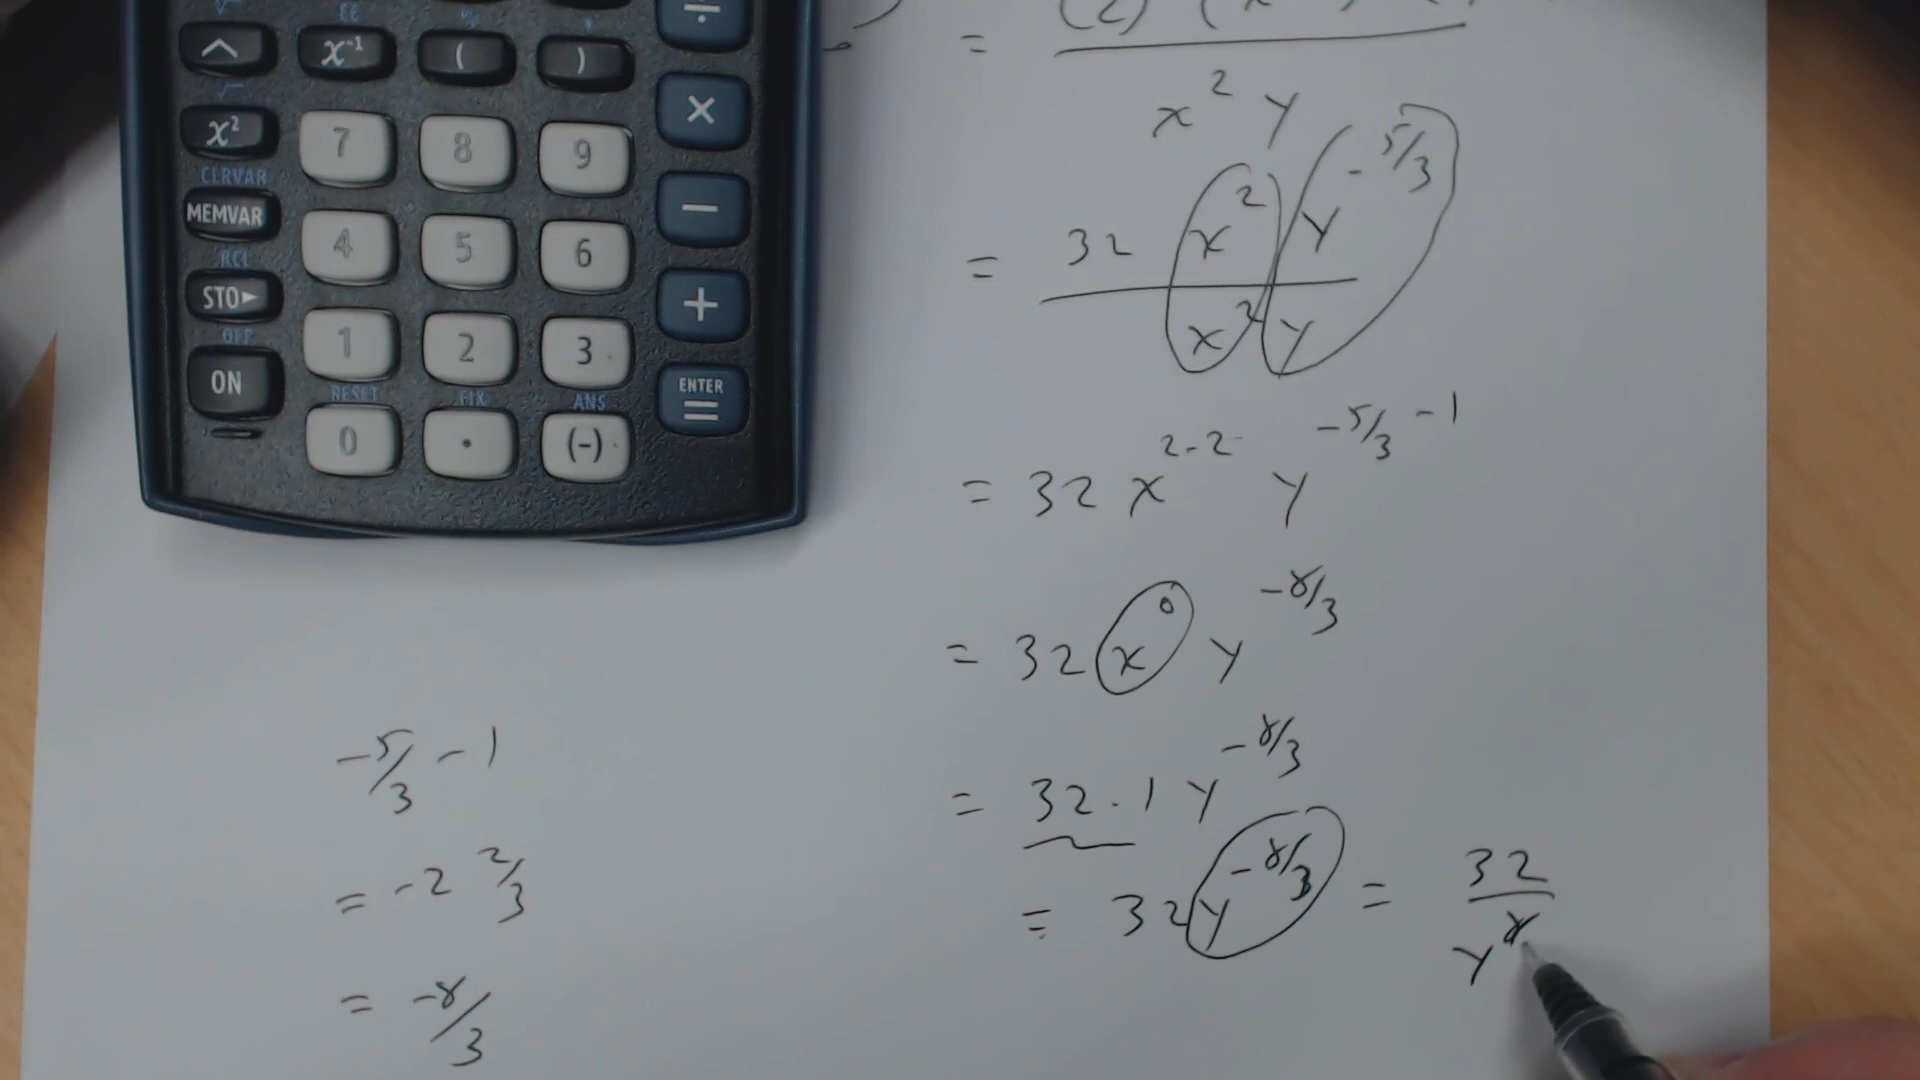 EE
^ x⁻¹ ( ) ÷
√
x² 7 8 9 ×
CLRVAR
MEMVAR 4 5 6 −
RCL
STO► 1 2 3 +
OFF
ON
RESET FIX ANS
0 . (−) ENTER =
=
x² y
= 32 x² y^-5/3
x² y
= 32 x^2-2 y^-5/3 -1
= 32 x^0 y^-8/3
= 32 . 1 y^-8/3
= 32 y^-8/3 = 32
y^8
-5/3 - 1
= -2 2/3
= -8/3